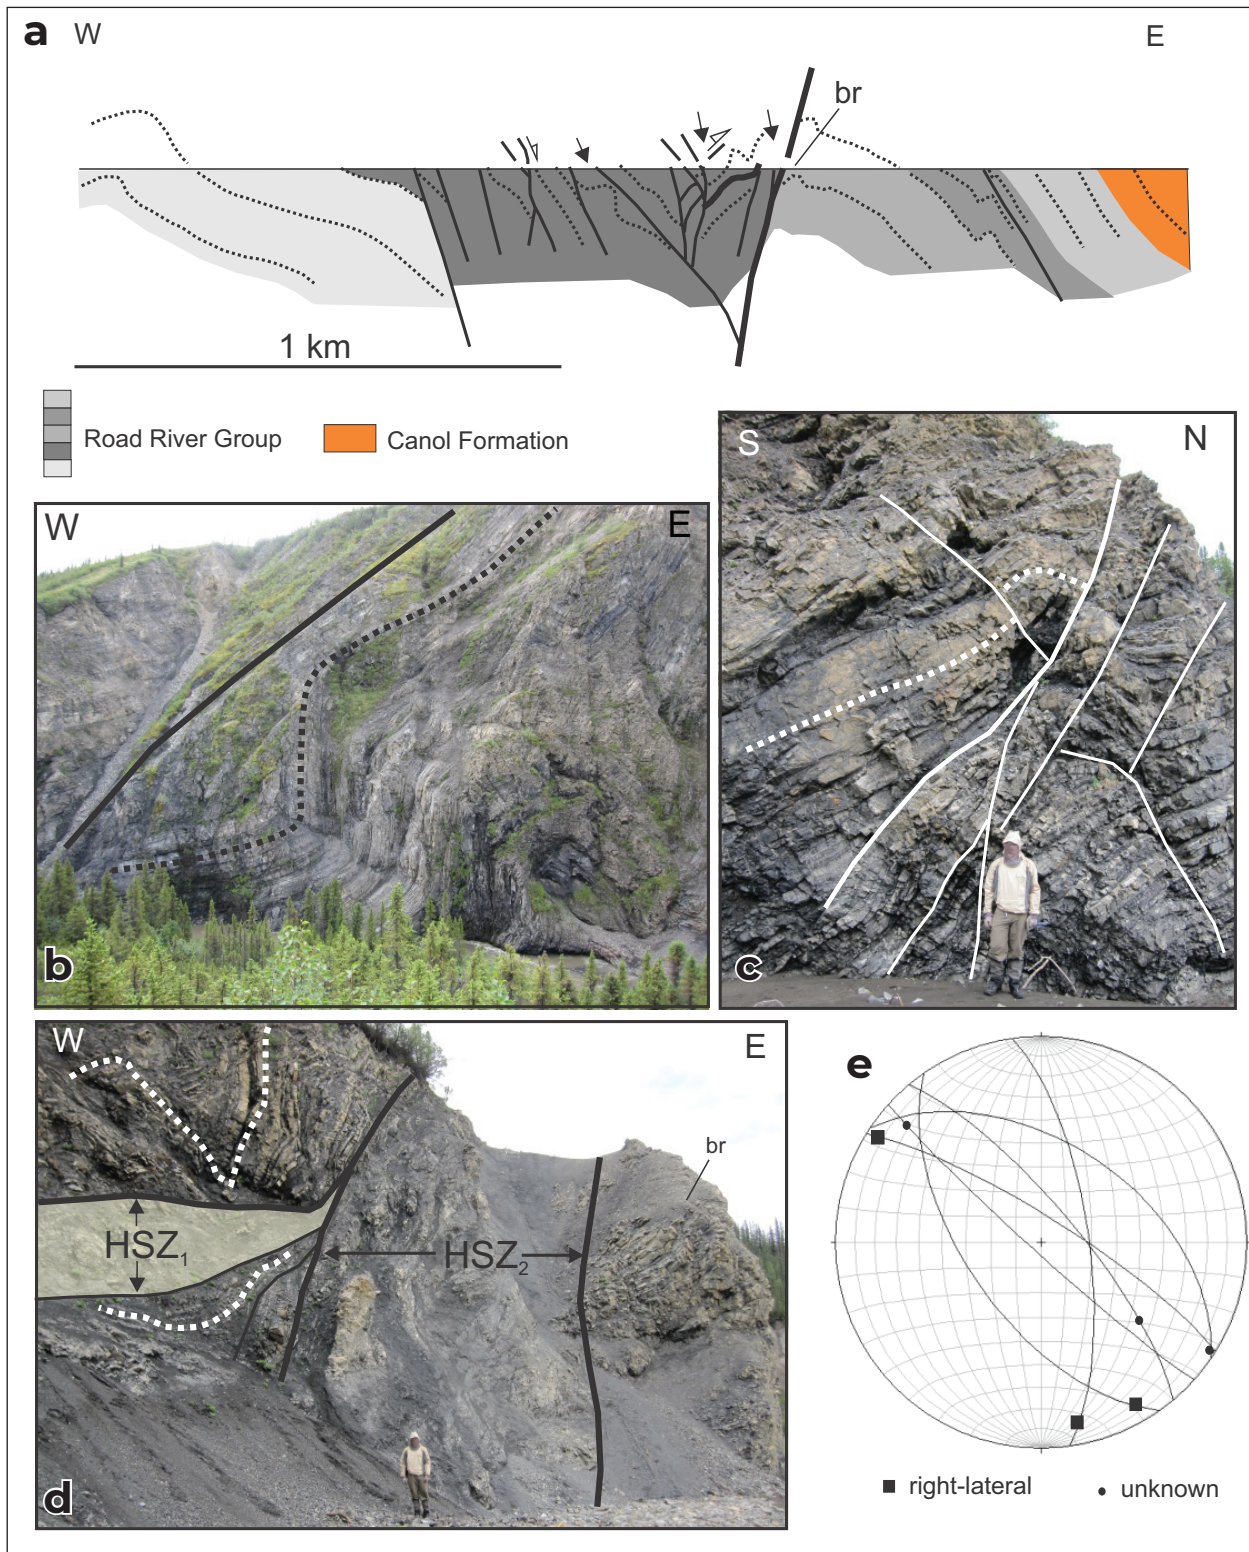 a W E
br
1 km
Road River Group
Canol Formation
S N
W E
b
c
W E
br
HSZ1
HSZ2
d
e
right-lateral
unknown